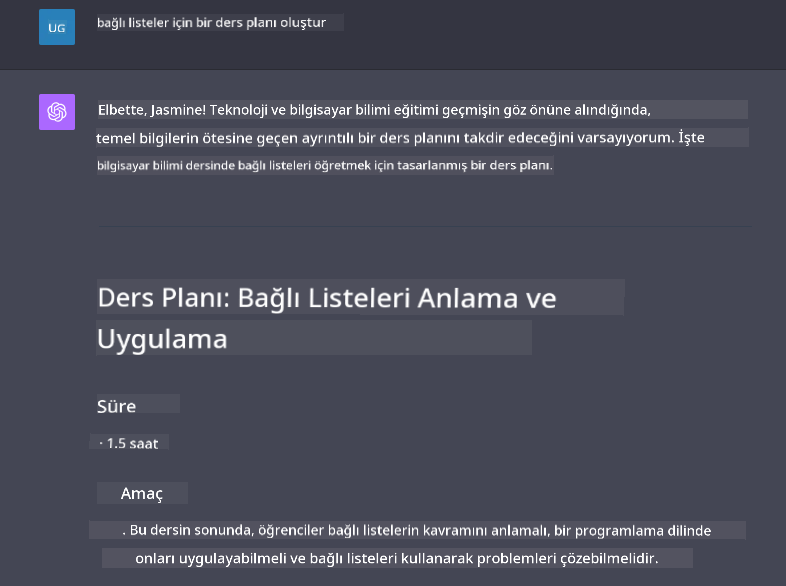 UG
bağlı listeler için bir ders planı oluştur
Elbette, Jasmine! Teknoloji ve bilgisayar bilimi eğitimi geçmişin göz önüne alındığında,
temel bilgilerin ötesine geçen ayrıntılı bir ders planını takdir edeceğini varsayıyorum. İşte
bilgisayar bilimi dersinde bağlı listeleri öğretmek için tasarlanmış bir ders planı.
Ders Planı: Bağlı Listeleri Anlama ve
Uygulama
Süre
· 1.5 saat
Amaç
. Bu dersin sonunda, öğrenciler bağlı listelerin kavramını anlamalı, bir programlama dilinde
onları uygulayabilmeli ve bağlı listeleri kullanarak problemleri çözebilmelidir.